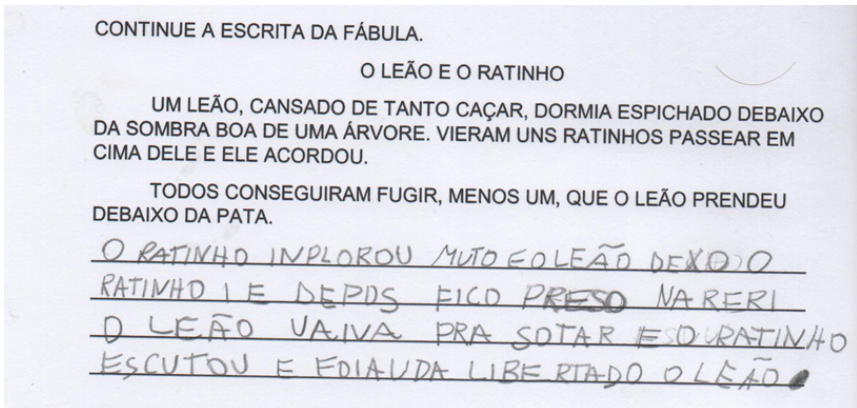 CONTINUE A ESCRITA DA FÁBULA.
O LEÃO E O RATINHO
UM LEÃO, CANSADO DE TANTO CAÇAR, DORMIA ESPICHADO DEBAIXO
DA SOMBRA BOA DE UMA ÁRVORE. VIERAM UNS RATINHOS PASSEAR EM
CIMA DELE E ELE ACORDOU.
TODOS CONSEGUIRAM FUGIR, MENOS UM, QUE O LEÃO PRENDEU
DEBAIXO DA PATA.
O RATINHO INPLOROU MUTO E O LEÃO DEXO O
RATINHO I E DEPOS FICO PRESO NA RERI
O LEÃO VAIVA PRA SOTAR E O RATINHO
ESCUTOU E FOI AUDA LIBERTADO O LEÃO.